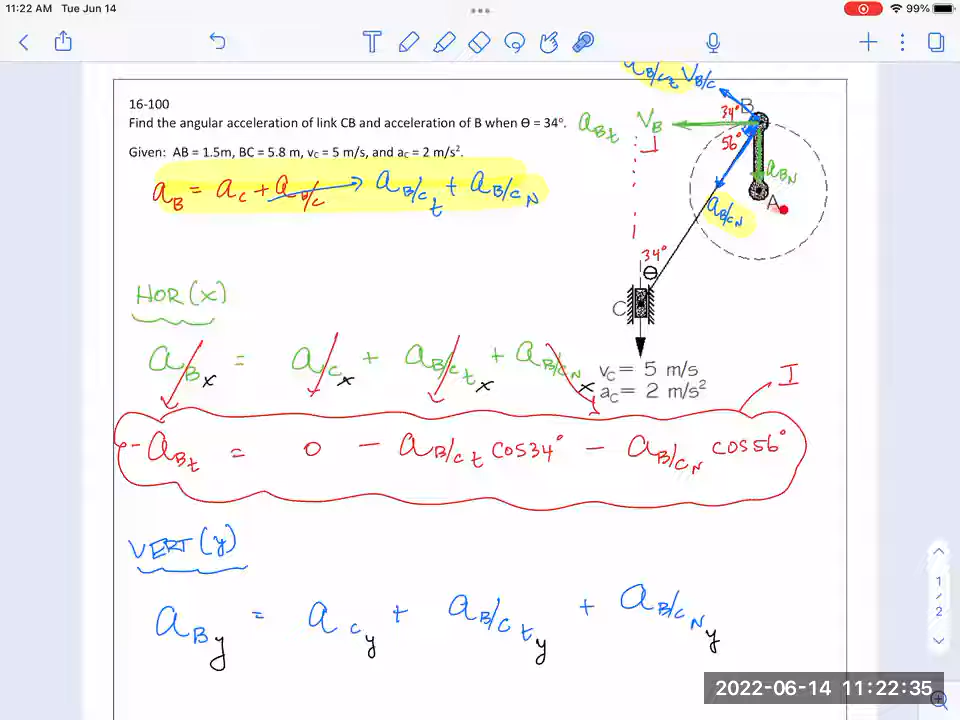 11:22 AM Tue Jun 14
99%
16-100
Find the angular acceleration of link CB and acceleration of B when ϴ = 34°.
Given: AB = 1.5m, BC = 5.8 m, vC = 5 m/s, and aC = 2 m/s².
aB = aC + aB/C → aB/Ct + aB/CN
aB/Ct VB/C
B
34°
aBt VB
56°
aBN
A
aB/CN
34°
ϴ
C
vC = 5 m/s
aC = 2 m/s²
HOR(x)
aBx = aCx + aB/Ctx + aB/CNx
I
-aBt = 0 - aB/Ct cos34° - aB/CN cos56°
VERT(y)
aBy = aCy + aB/Cty + aB/CNy
1
/
2
2022-06-14 11:22:35